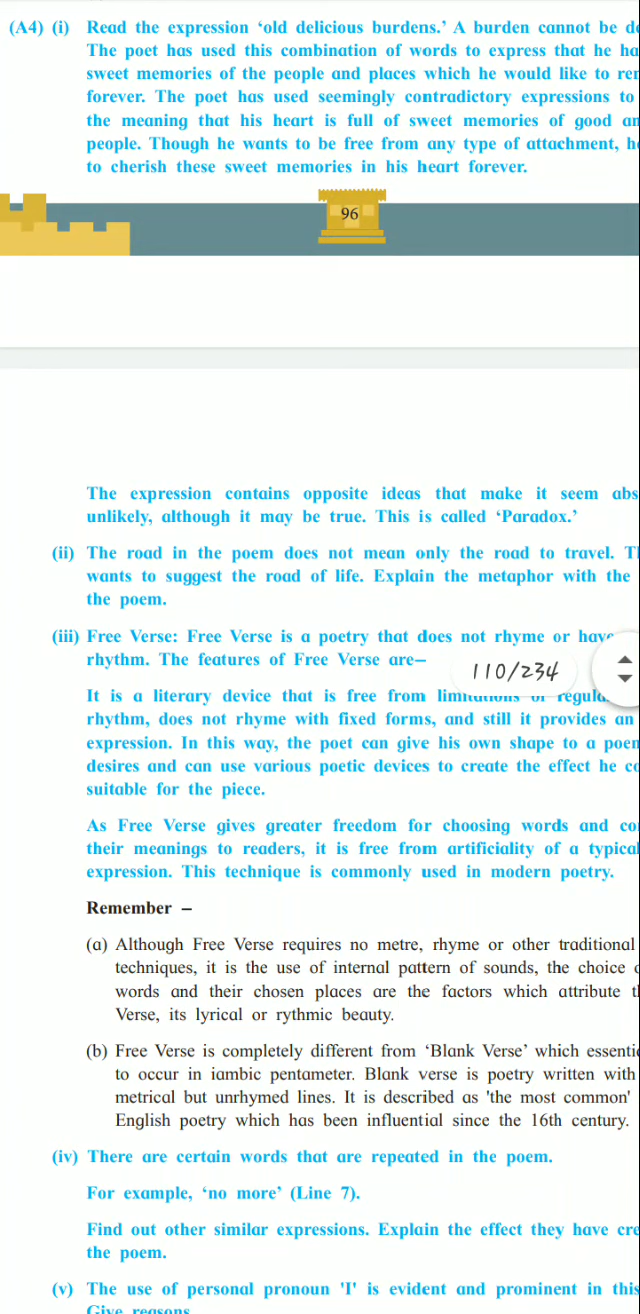 (A4) (i) Read the expression ‘old delicious burdens.’ A burden cannot be
The poet has used this combination of words to express that he
sweet memories of the people and places which he would like to
forever. The poet has used seemingly contradictory expressions to
the meaning that his heart is full of sweet memories of good
people. Though he wants to be free from any type of attachment,
to cherish these sweet memories in his heart forever.
96
The expression contains opposite ideas that make it seem
unlikely, although it may be true. This is called ‘Paradox.’
(ii) The road in the poem does not mean only the road to travel.
wants to suggest the road of life. Explain the metaphor with the
the poem.
(iii) Free Verse: Free Verse is a poetry that does not rhyme or have
rhythm. The features of Free Verse are–
110/234
It is a literary device that is free from limitations of
rhythm, does not rhyme with fixed forms, and still it provides an
expression. In this way, the poet can give his own shape to a
desires and can use various poetic devices to create the effect he
suitable for the piece.
As Free Verse gives greater freedom for choosing words and
their meanings to readers, it is free from artificiality of a typical
expression. This technique is commonly used in modern poetry.
Remember –
(a) Although Free Verse requires no metre, rhyme or other traditional
techniques, it is the use of internal pattern of sounds, the choice
words and their chosen places are the factors which attribute
Verse, its lyrical or rythmic beauty.
(b) Free Verse is completely different from ‘Blank Verse’ which
to occur in iambic pentameter. Blank verse is poetry written with
metrical but unrhymed lines. It is described as 'the most common'
English poetry which has been influential since the 16th century.
(iv) There are certain words that are repeated in the poem.
For example, ‘no more’ (Line 7).
Find out other similar expressions. Explain the effect they have
the poem.
(v) The use of personal pronoun 'I' is evident and prominent in this
Give reasons